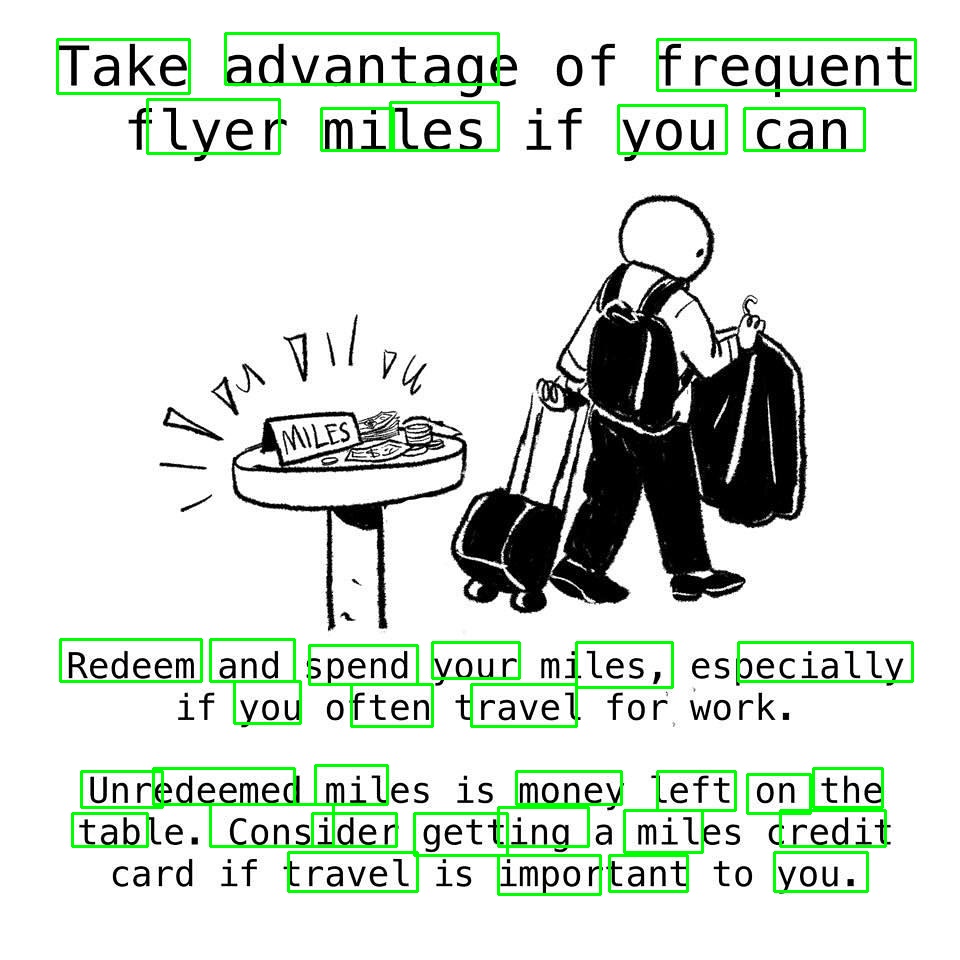 Take advantage of frequent
flyer miles if you can
MILES
Redeem and spend your miles, especially
if you often travel for work.
Unredeemed miles is money left on the
table. Consider getting a miles credit
card if travel is important to you.